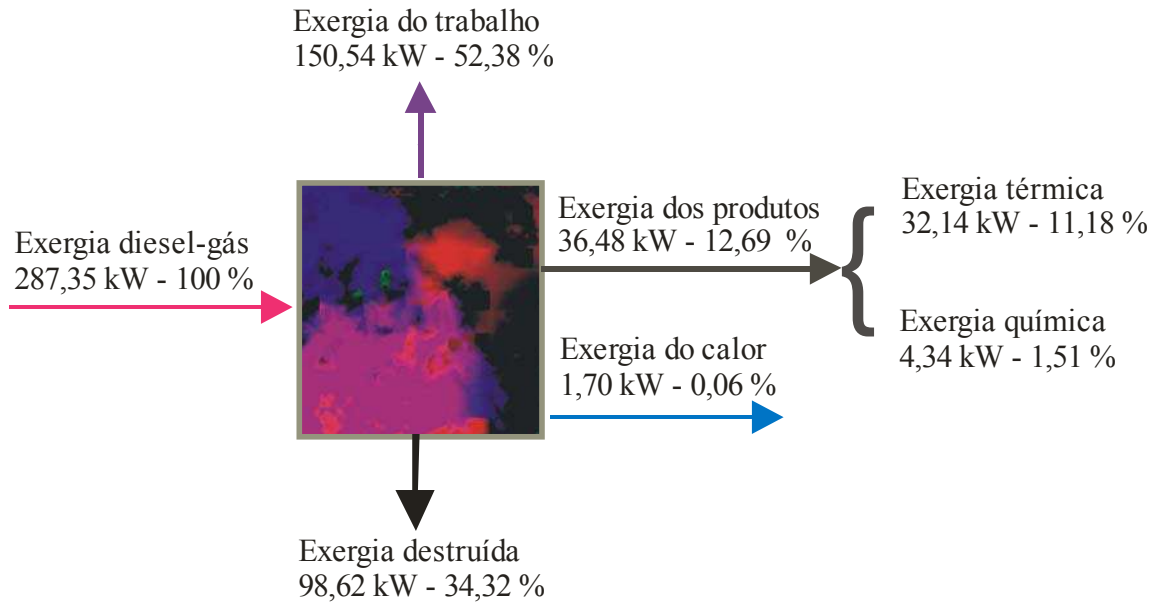 Exergia do trabalho
150,54 kW - 52,38 %
Exergia diesel-gás
287,35 kW - 100 %
Exergia dos produtos
36,48 kW - 12,69 %
Exergia térmica
32,14 kW - 11,18 %
Exergia química
4,34 kW - 1,51 %
Exergia do calor
1,70 kW - 0,06 %
Exergia destruída
98,62 kW - 34,32 %